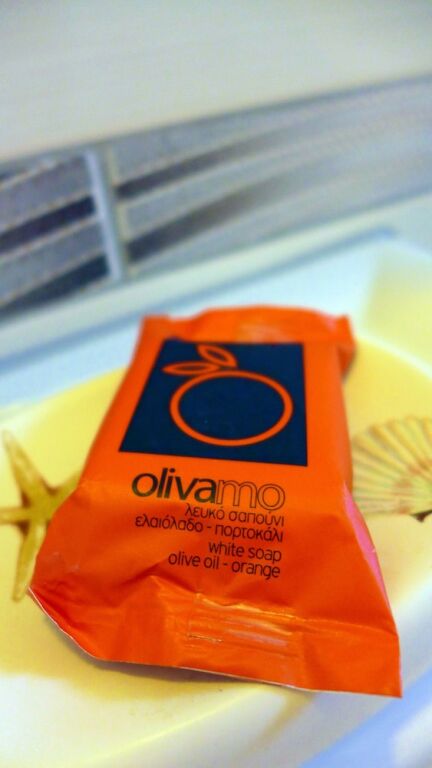 olivamo
λευκό σαπούνι
ελαιόλαδο - πορτοκάλι
white soap
olive oil - orange